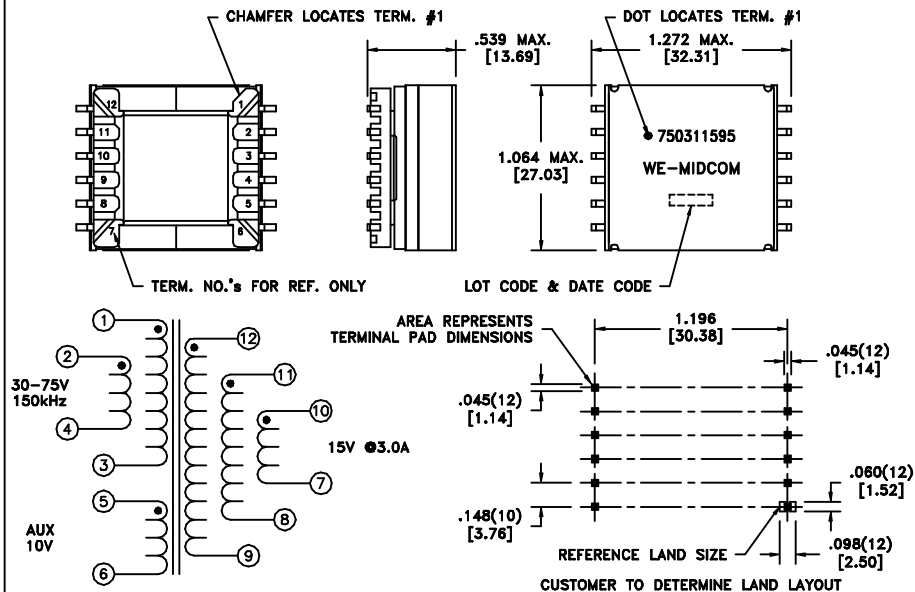 CHAMFER LOCATES TERM. #1
12
1
11
2
10
3
9
4
8
5
7
6
TERM. NO.'s FOR REF. ONLY
.539 MAX.
[13.69]
DOT LOCATES TERM. #1
1.272 MAX.
[32.31]
1.064 MAX.
[27.03]
750311595
WE-MIDCOM
LOT CODE & DATE CODE
1
2
30-75V
150kHz
4
3
5
AUX
10V
6
12
11
10
15V @3.0A
7
8
9
AREA REPRESENTS
TERMINAL PAD DIMENSIONS
1.196
[30.38]
.045(12)
[1.14]
.045(12)
[1.14]
.060(12)
[1.52]
.148(10)
[3.76]
.098(12)
[2.50]
REFERENCE LAND SIZE
CUSTOMER TO DETERMINE LAND LAYOUT